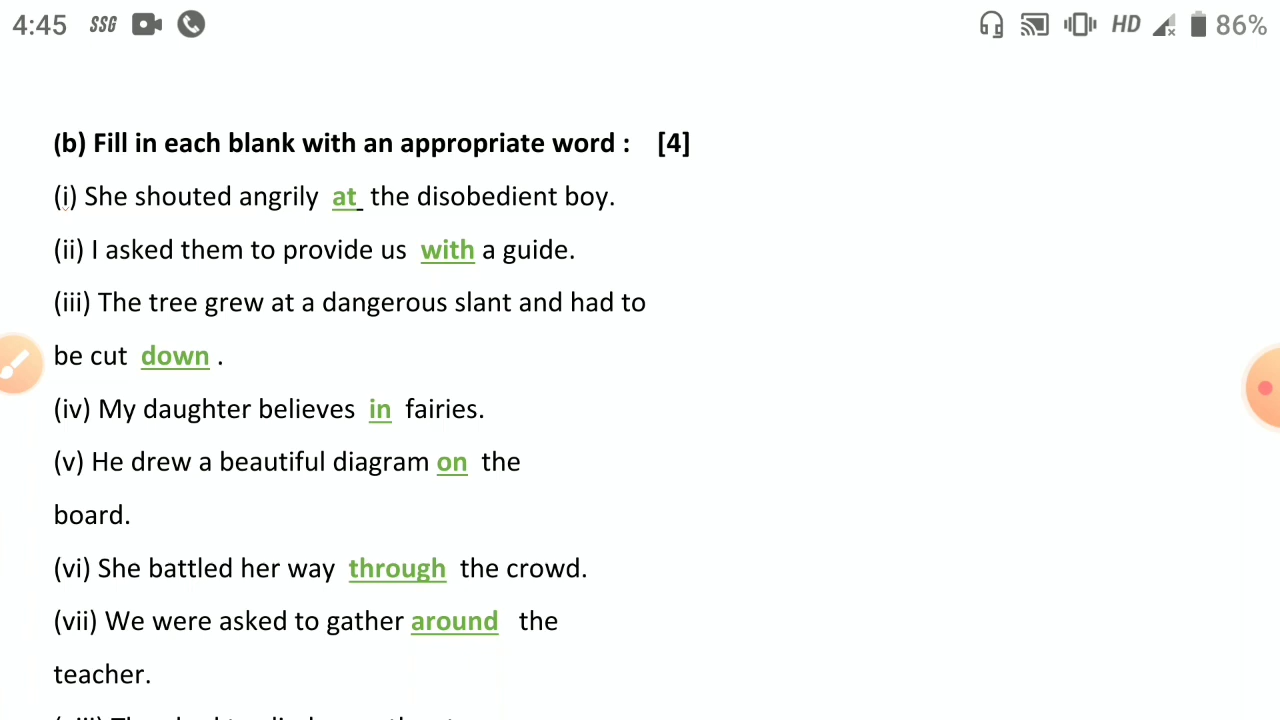 4:45 SSG HD 86%
(b) Fill in each blank with an appropriate word : [4]
(i) She shouted angrily at the disobedient boy.
(ii) I asked them to provide us with a guide.
(iii) The tree grew at a dangerous slant and had to
be cut down .
(iv) My daughter believes in fairies.
(v) He drew a beautiful diagram on the
board.
(vi) She battled her way through the crowd.
(vii) We were asked to gather around the
teacher.